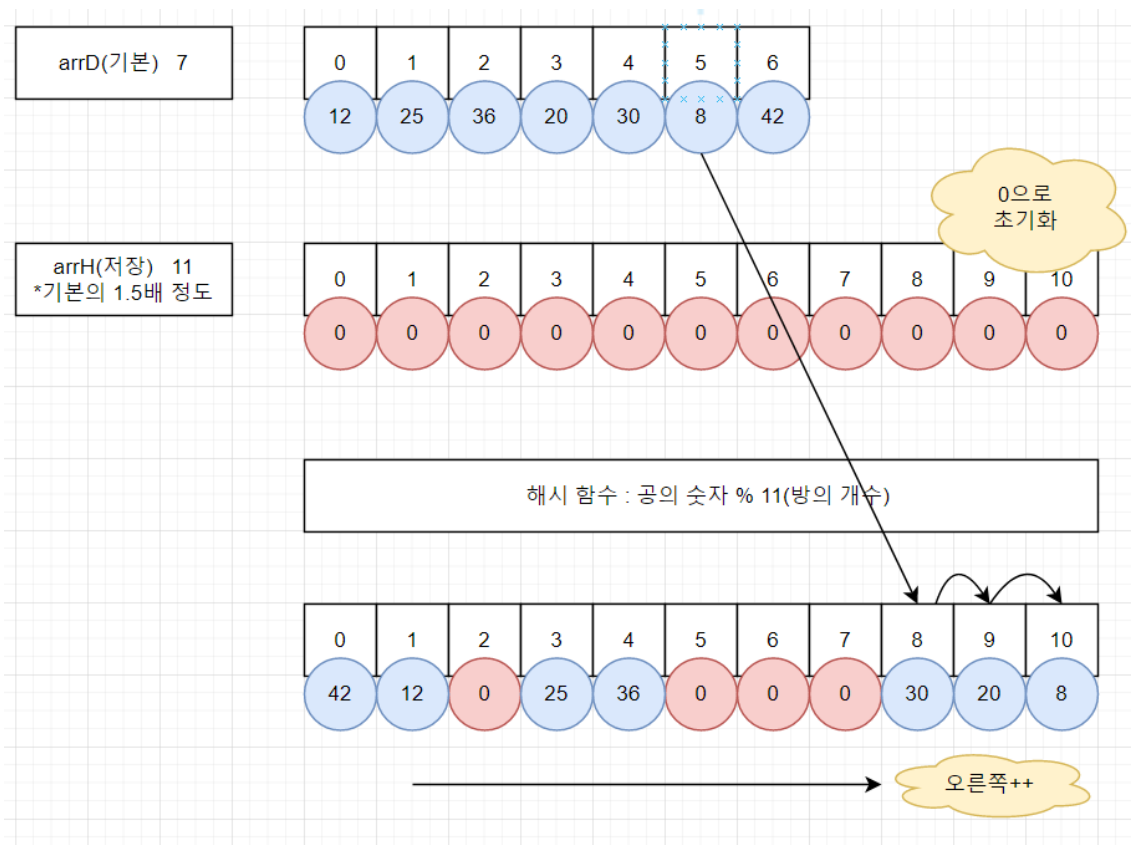 arrD(기본) 7
0 1 2 3 4 5 6
12 25 36 20 30 8 42
0으로
초기화
arrH(저장) 11
*기본의 1.5배 정도
0 1 2 3 4 5 6 7 8 9 10
0 0 0 0 0 0 0 0 0 0 0
해시 함수 : 공의 숫자 % 11(방의 개수)
0 1 2 3 4 5 6 7 8 9 10
42 12 0 25 36 0 0 0 30 20 8
오른쪽++